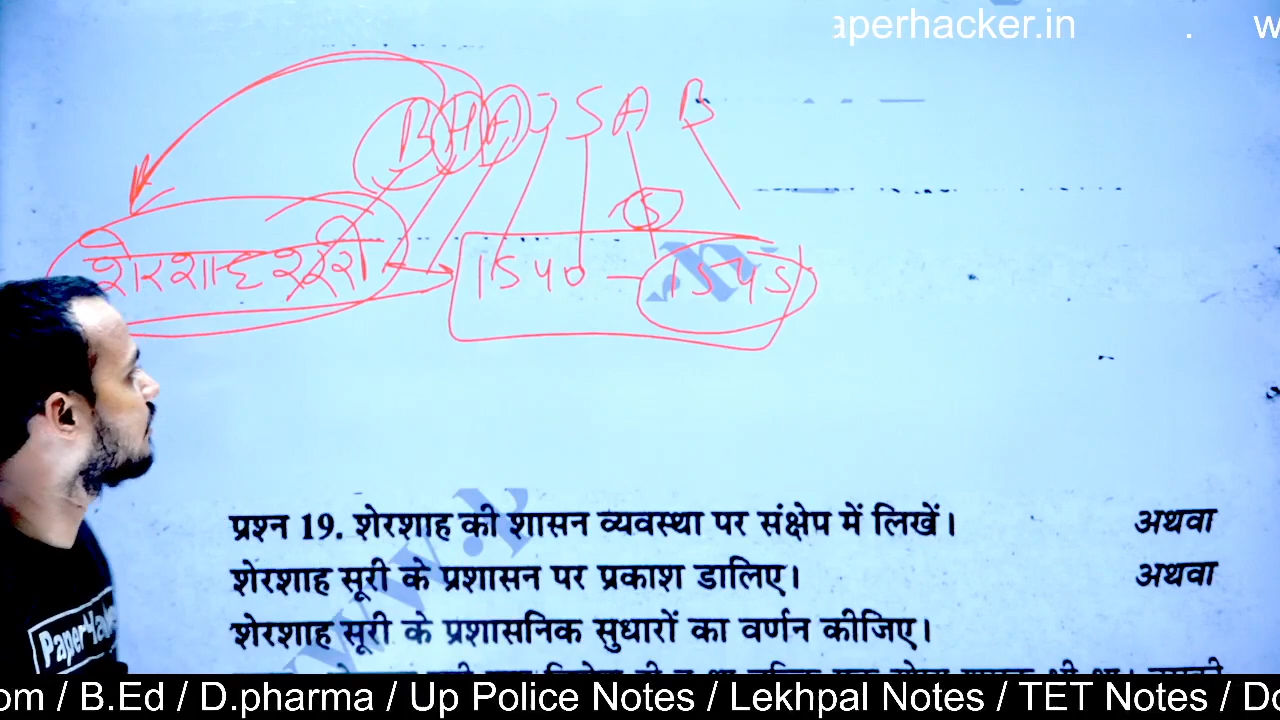 aperhacker.in . w
B H A J S A B
शेरशाह सूरी 1540 - 1545
5
प्रश्न 19. शेरशाह की शासन व्यवस्था पर संक्षेप में लिखें। अथवा
शेरशाह सूरी के प्रशासन पर प्रकाश डालिए। अथवा
शेरशाह सूरी के प्रशासनिक सुधारों का वर्णन कीजिए।
om / B.Ed / D.pharma / Up Police Notes / Lekhpal Notes / TET Notes / Do